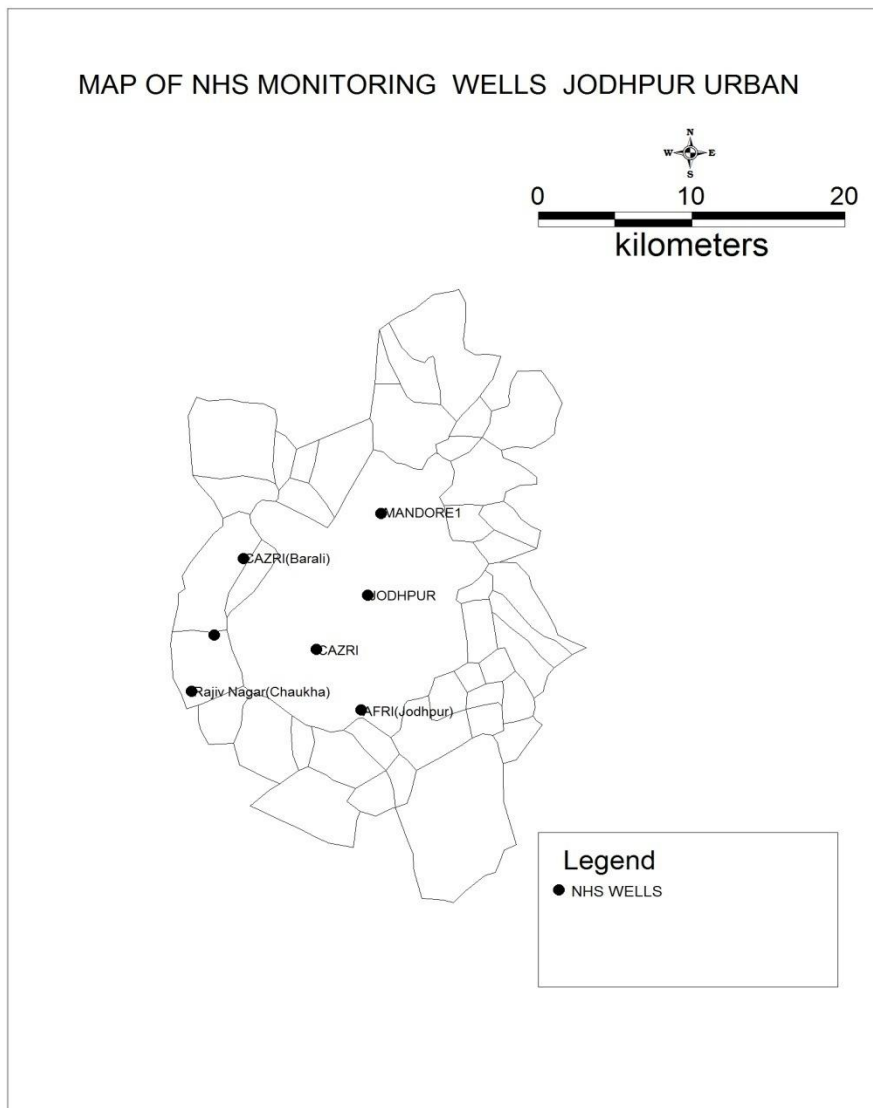 MAP OF NHS MONITORING WELLS JODHPUR URBAN
N
W E
S
0 10 20
kilometers
MANDORE1
CAZRI(Barali)
JODHPUR
CAZRI
Rajiv Nagar(Chaukha)
AFRI(Jodhpur)
Legend
NHS WELLS